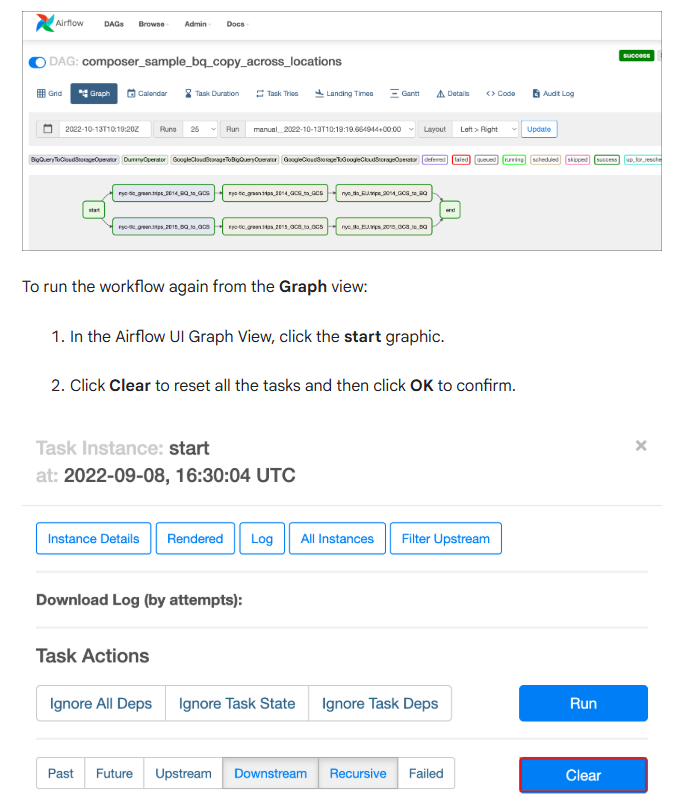 Airflow DAGs Browse Admin Docs
DAG: composer_sample_bq_copy_across_locations success
Grid Graph Calendar Task Duration Task Tries Landing Times Gantt Details Code Audit Log
2022-10-13T10:19:20Z Runs 25 Run manual__2022-10-13T10:19:19.664944+00:00 Layout Left > Right Update
BigQueryToCloudStorageOperator DummyOperator GoogleCloudStorageToBigQueryOperator GoogleCloudStorageToGoogleCloudStorageOperator deferred failed queued running scheduled skipped success up_for_resche
nyc-tlc_green.trips_2014_BQ_to_GCS nyc-tlc_green.trips_2014_GCS_to_GCS nyc_tlc_EU.trips_2014_GCS_to_BQ
start end
nyc-tlc_green.trips_2015_BQ_to_GCS nyc-tlc_green.trips_2015_GCS_to_GCS nyc_tlc_EU.trips_2015_GCS_to_BQ
To run the workflow again from the Graph view:
1. In the Airflow UI Graph View, click the start graphic.
2. Click Clear to reset all the tasks and then click OK to confirm.
Task Instance: start ×
at: 2022-09-08, 16:30:04 UTC
Instance Details Rendered Log All Instances Filter Upstream
Download Log (by attempts):
Task Actions
Ignore All Deps Ignore Task State Ignore Task Deps Run
Past Future Upstream Downstream Recursive Failed Clear